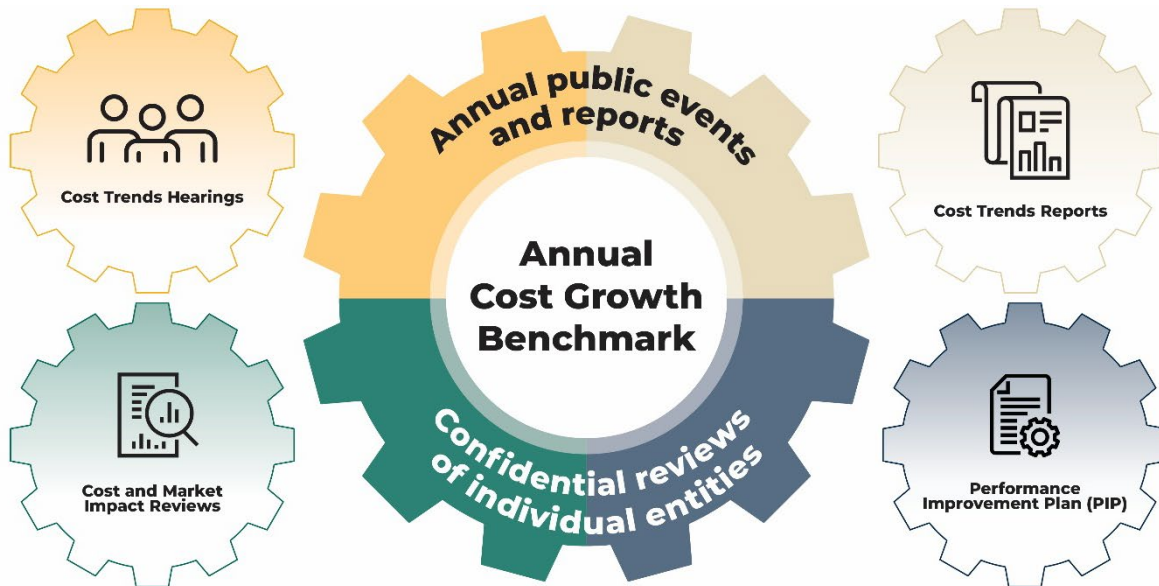 Annual public events
and reports
Cost Trends Hearings
Cost Trends Reports
Annual
Cost Growth
Benchmark
Confidential reviews
of individual entities
Cost and Market
Impact Reviews
Performance
Improvement Plan (PIP)